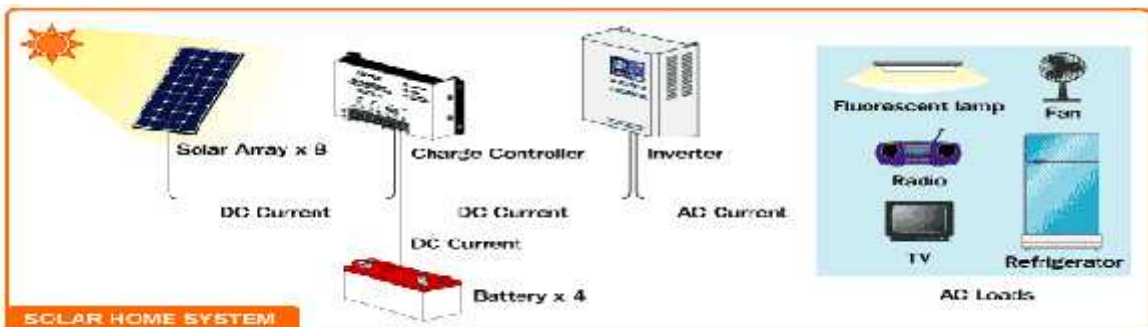 Fluorescent lamp
Fan
Solar Array x 8
Charge Controller
Inverter
Radio
DC Current
DC Current
AC Current
DC Current
TV
Refrigerator
Battery x 4
AC Loads
SOLAR HOME SYSTEM